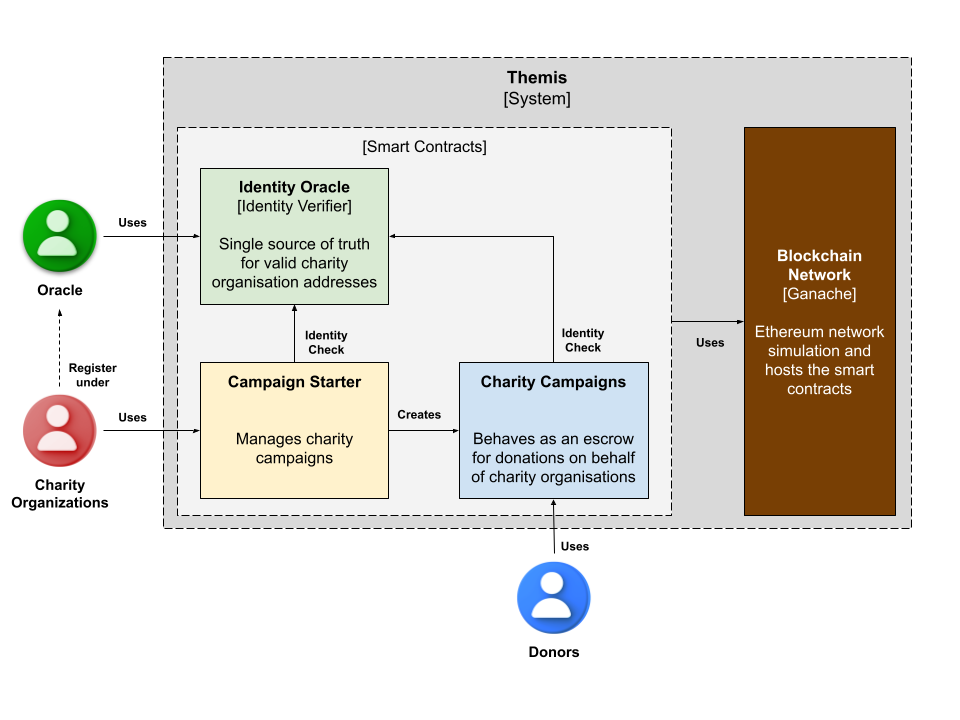 Themis
[System]
[Smart Contracts]
Identity Oracle
[Identity Verifier]
Single source of truth
for valid charity
organisation addresses
Uses
Oracle
Register
under
Identity
Check
Identity
Check
Blockchain
Network
[Ganache]
Ethereum network
simulation and
hosts the smart
contracts
Uses
Uses
Charity
Organizations
Campaign Starter
Manages charity
campaigns
Creates
Charity Campaigns
Behaves as an escrow
for donations on behalf
of charity organisations
Uses
Donors